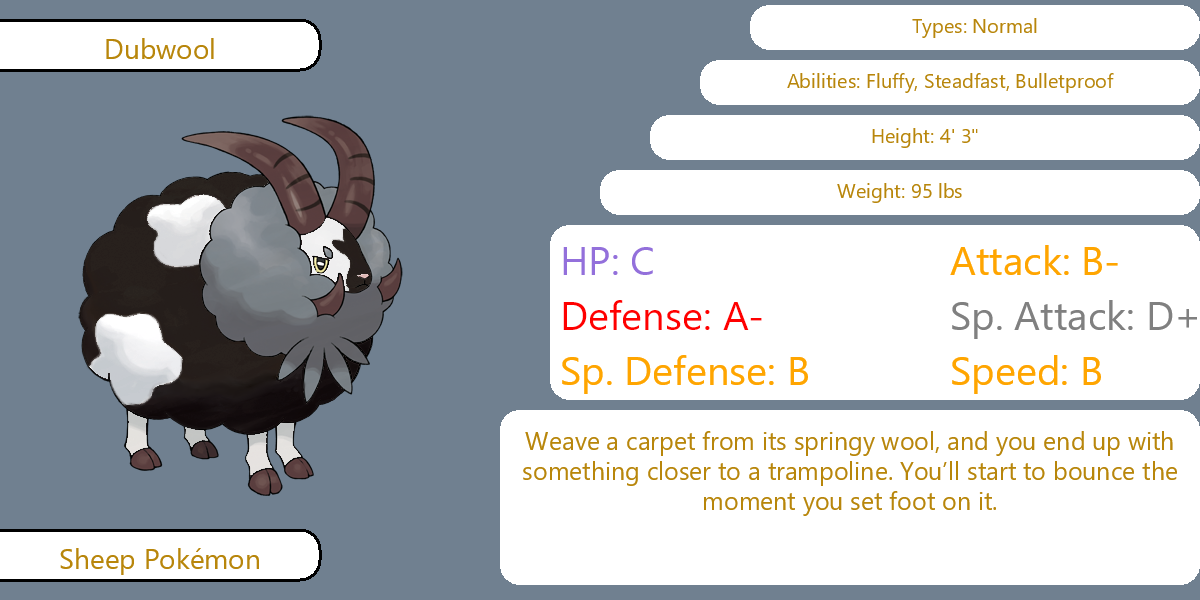 Dubwool
Types: Normal
Abilities: Fluffy, Steadfast, Bulletproof
Height: 4' 3"
Weight: 95 lbs
HP: C
Attack: B-
Defense: A-
Sp. Attack: D+
Sp. Defense: B
Speed: B
Weave a carpet from its springy wool, and you end up with
something closer to a trampoline. You’ll start to bounce the
moment you set foot on it.
Sheep Pokémon